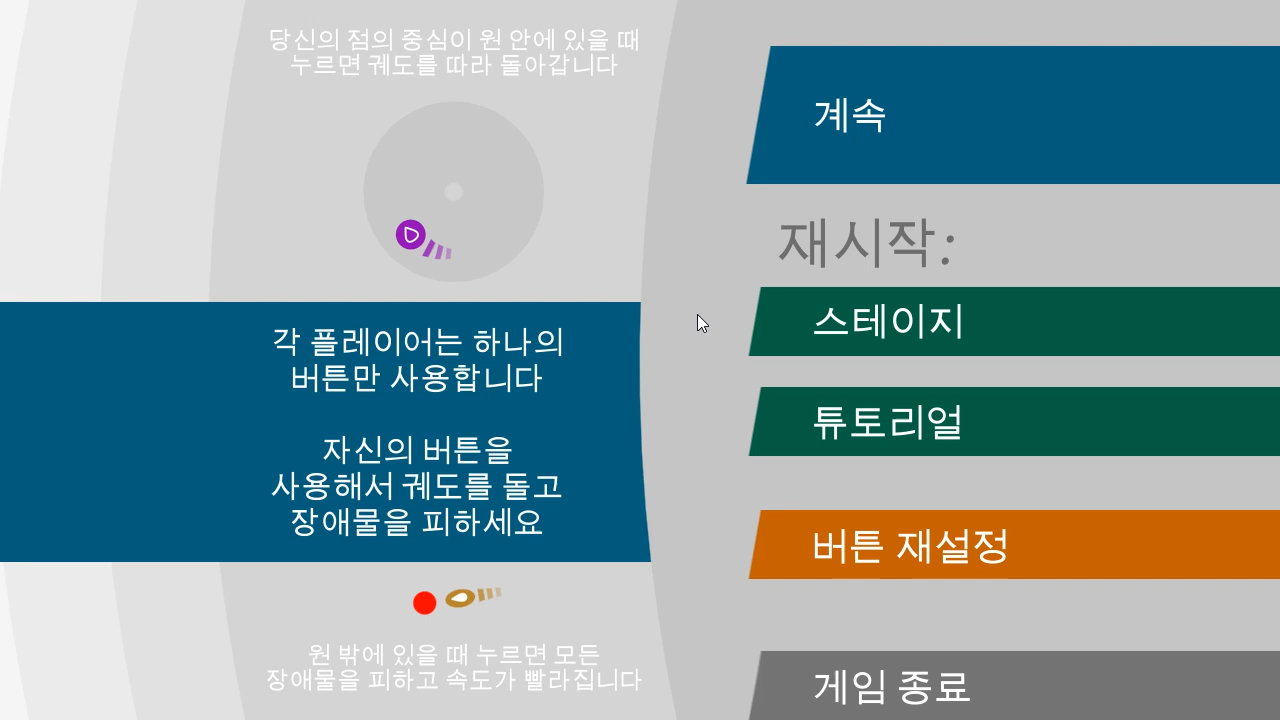 당신의 점의 중심이 원 안에 있을 때
누르면 궤도를 따라 돌아갑니다
각 플레이어는 하나의
버튼만 사용합니다
자신의 버튼을
사용해서 궤도를 돌고
장애물을 피하세요
원 밖에 있을 때 누르면 모든
장애물을 피하고 속도가 빨라집니다
계속
재시작:
스테이지
튜토리얼
버튼 재설정
게임 종료